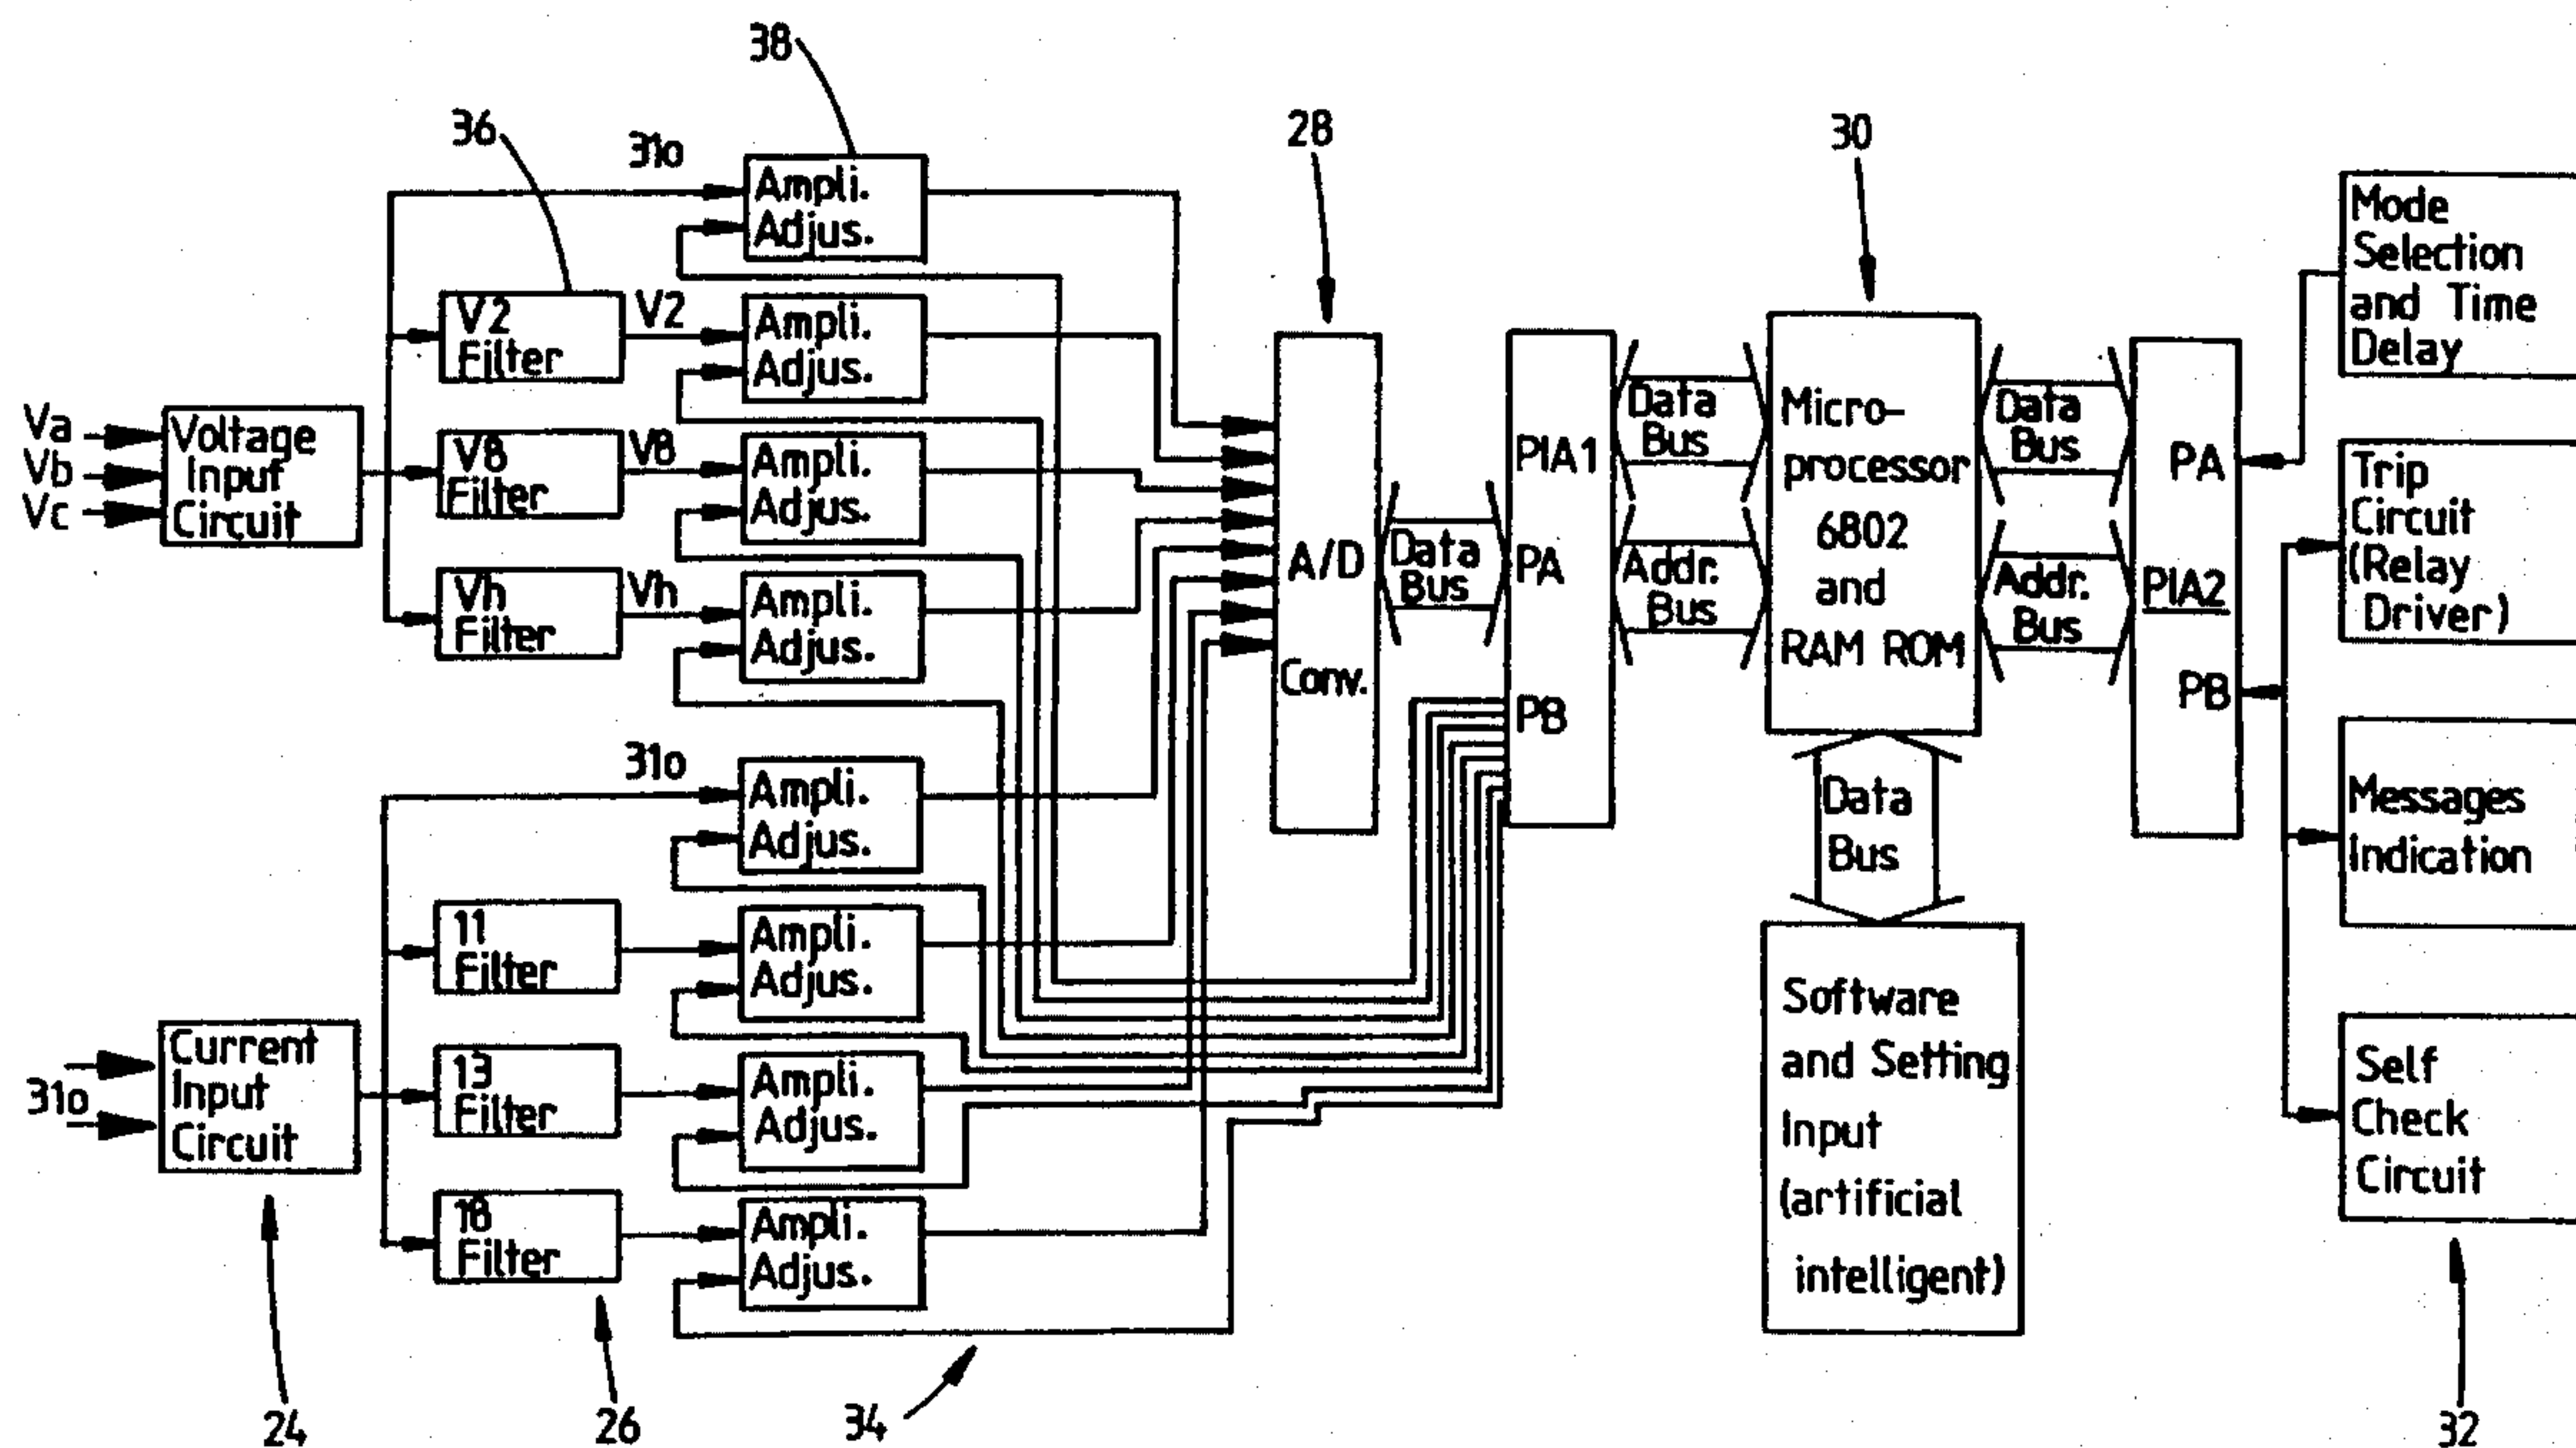 38
36
31o
28
30
Ampli.
Adjus.
Mode
Selection
and Time
Delay
V2
Filter
V2
Ampli.
Adjus.
Va
Vb
Vc
Voltage
Input
Circuit
V8
Filter
V8
Ampli.
Adjus.
Vh
Filter
Vh
Ampli.
Adjus.
A/D
Conv.
Data
Bus
PIA1
PA
PB
Data
Bus
Addr.
Bus
Micro-
processor
6802
and
RAM ROM
Data
Bus
Addr.
Bus
PA
PIA2
PB
Trip
Circuit
(Relay
Driver)
31o
Ampli.
Adjus.
Data
Bus
Messages
Indication
11
Filter
Ampli.
Adjus.
31o
Current
Input
Circuit
13
Filter
Ampli.
Adjus.
18
Filter
Ampli.
Adjus.
Software
and Setting
Input
(artificial
intelligent)
Self
Check
Circuit
24
26
34
32